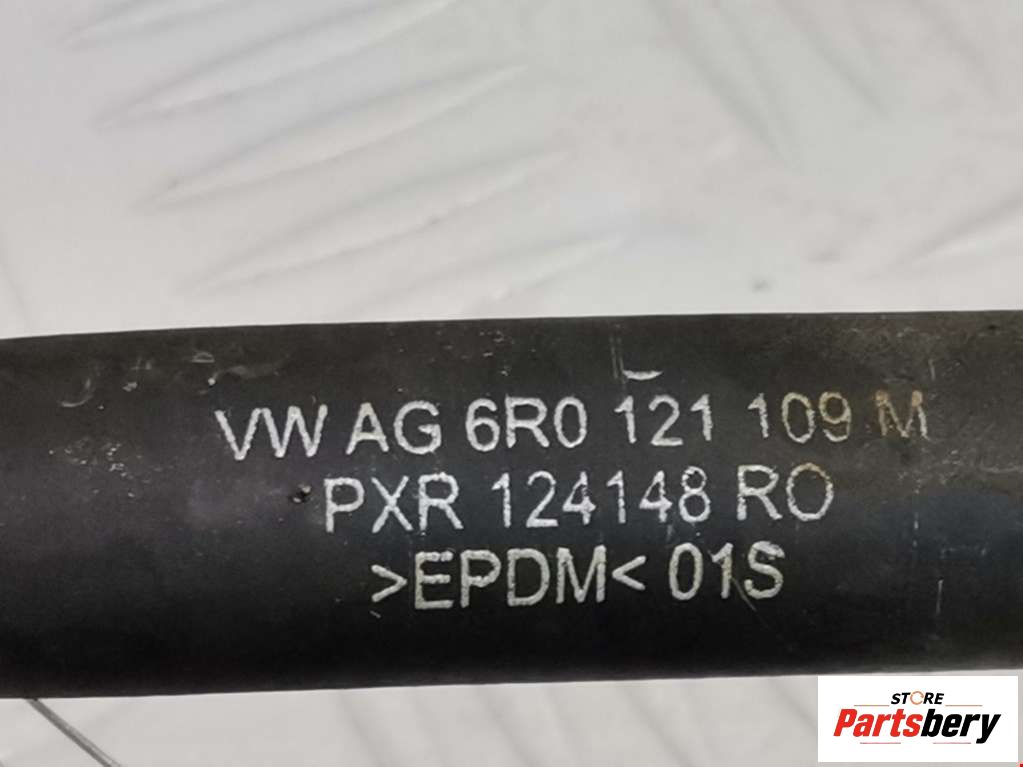 VW AG 6R0 121 109 M
PXR 124148 RO
>EPDM< 01S
STORE
Partsbery